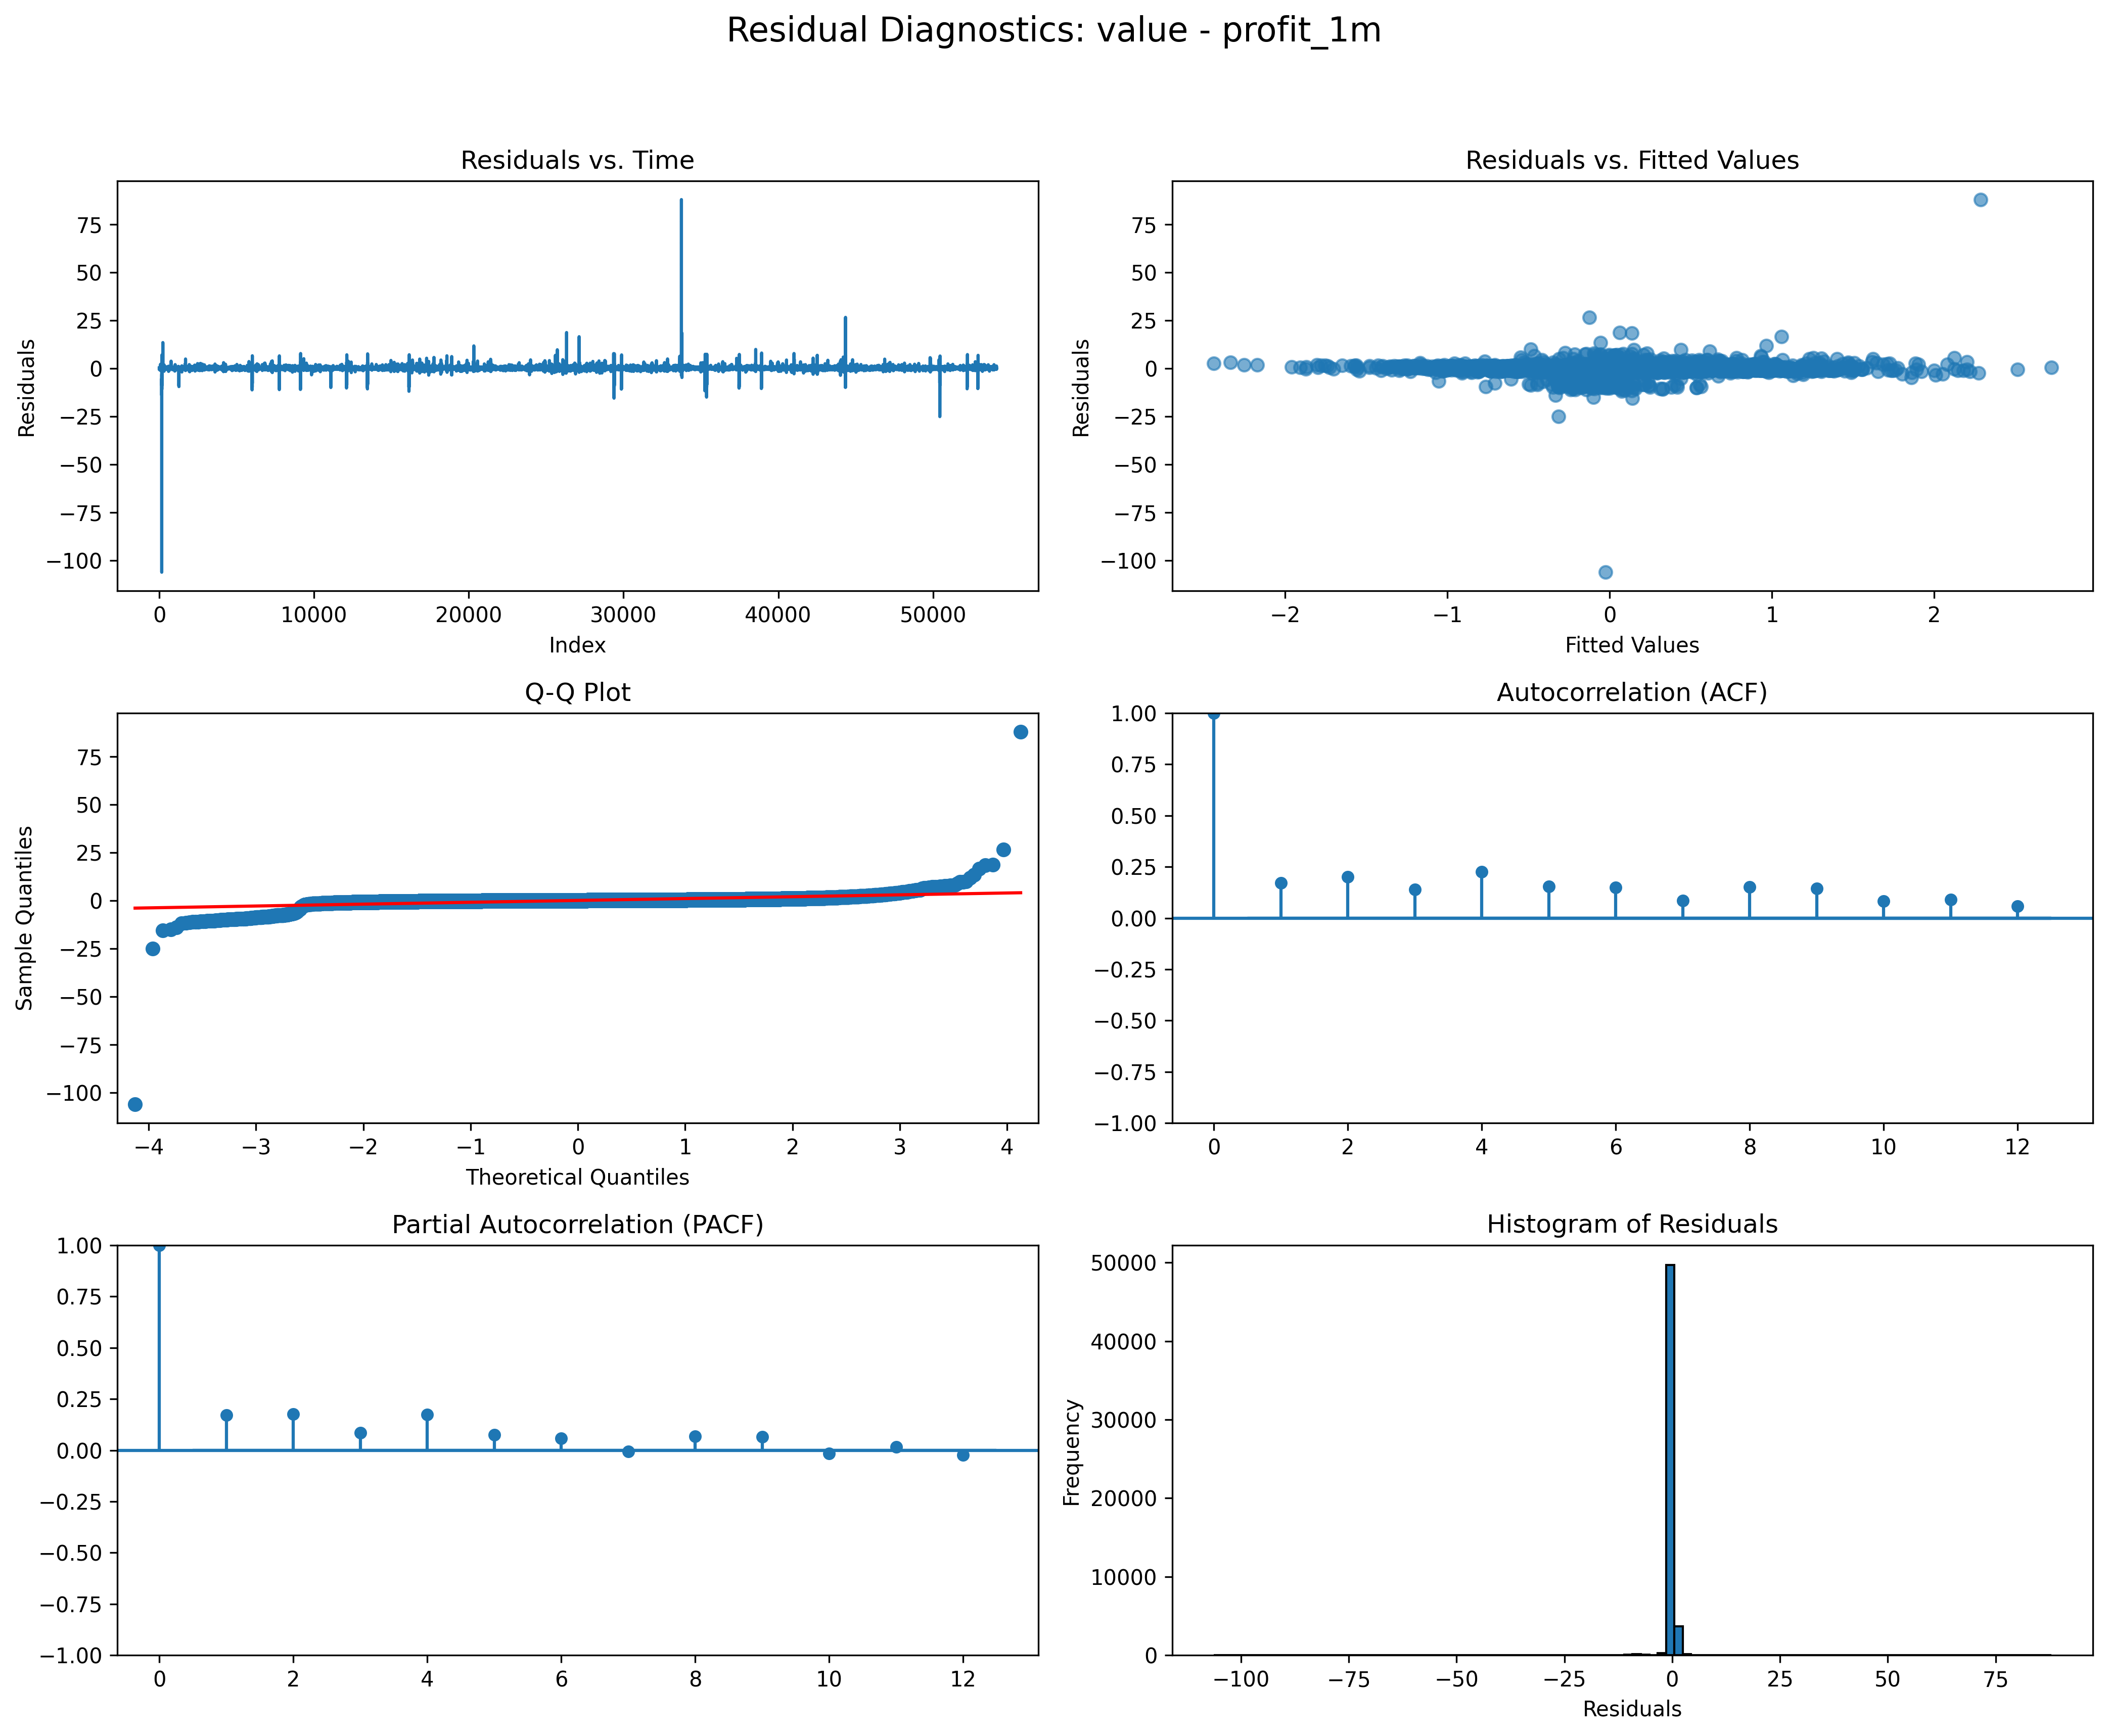 Residual Diagnostics: value - profit_1m
Residuals vs. Time
75
50
25
0
−25
−50
−75
−100
Residuals
0 10000 20000 30000 40000 50000
Index
Residuals vs. Fitted Values
75
50
25
0
−25
−50
−75
−100
Residuals
−2 −1 0 1 2
Fitted Values
Q-Q Plot
75
50
25
0
−25
−50
−75
−100
Sample Quantiles
−4 −3 −2 −1 0 1 2 3 4
Theoretical Quantiles
Autocorrelation (ACF)
1.00
0.75
0.50
0.25
0.00
−0.25
−0.50
−0.75
−1.00
0 2 4 6 8 10 12
Partial Autocorrelation (PACF)
1.00
0.75
0.50
0.25
0.00
−0.25
−0.50
−0.75
−1.00
0 2 4 6 8 10 12
Histogram of Residuals
50000
40000
30000
20000
10000
0
Frequency
−100 −75 −50 −25 0 25 50 75
Residuals